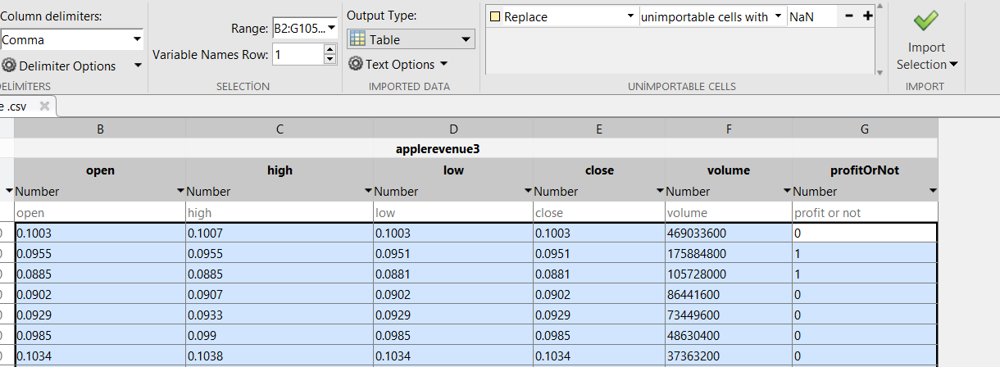 Column delimiters:
Comma
Delimiter Options
DELİMİTERS
Range: B2:G105...
Variable Names Row: 1
SELECTİON
Output Type:
Table
Text Options
IMPORTED DATA
Replace unimportable cells with NaN
UNİMPORTABLE CELLS
Import
Selection
IMPORT
e .csv
B C D E F G
applerevenue3
open high low close volume profitOrNot
Number Number Number Number Number Number
open high low close volume profit or not
0.1003 0.1007 0.1003 0.1003 469033600 0
0.0955 0.0955 0.0951 0.0951 175884800 1
0.0885 0.0885 0.0881 0.0881 105728000 1
0.0902 0.0907 0.0902 0.0902 86441600 0
0.0929 0.0933 0.0929 0.0929 73449600 0
0.0985 0.099 0.0985 0.0985 48630400 0
0.1034 0.1038 0.1034 0.1034 37363200 0